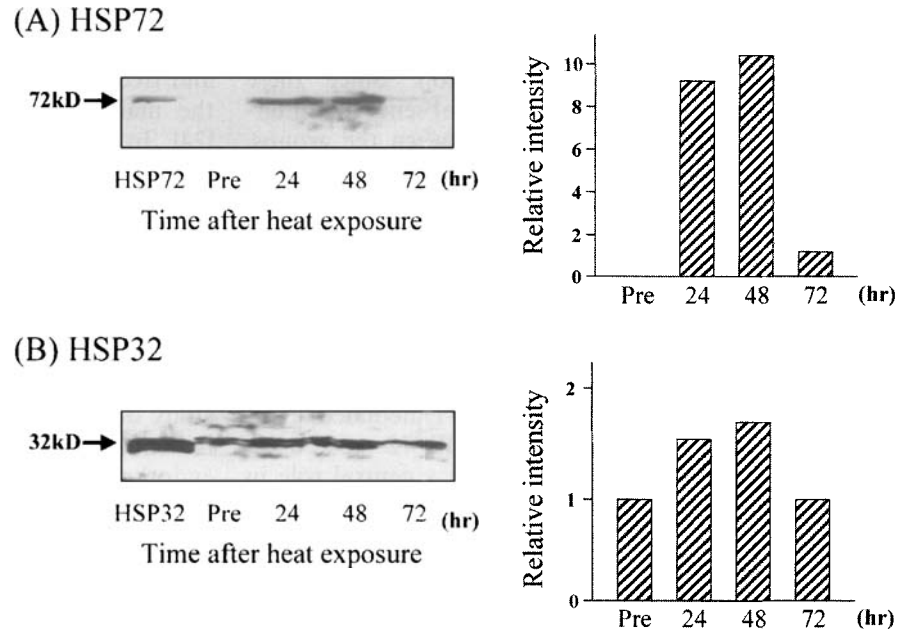 (A) HSP72
72kD
HSP72 Pre 24 48 72 (hr)
Time after heat exposure
Relative intensity
10
8
6
4
2
0
Pre 24 48 72 (hr)
(B) HSP32
32kD
HSP32 Pre 24 48 72 (hr)
Time after heat exposure
Relative intensity
2
1
0
Pre 24 48 72 (hr)